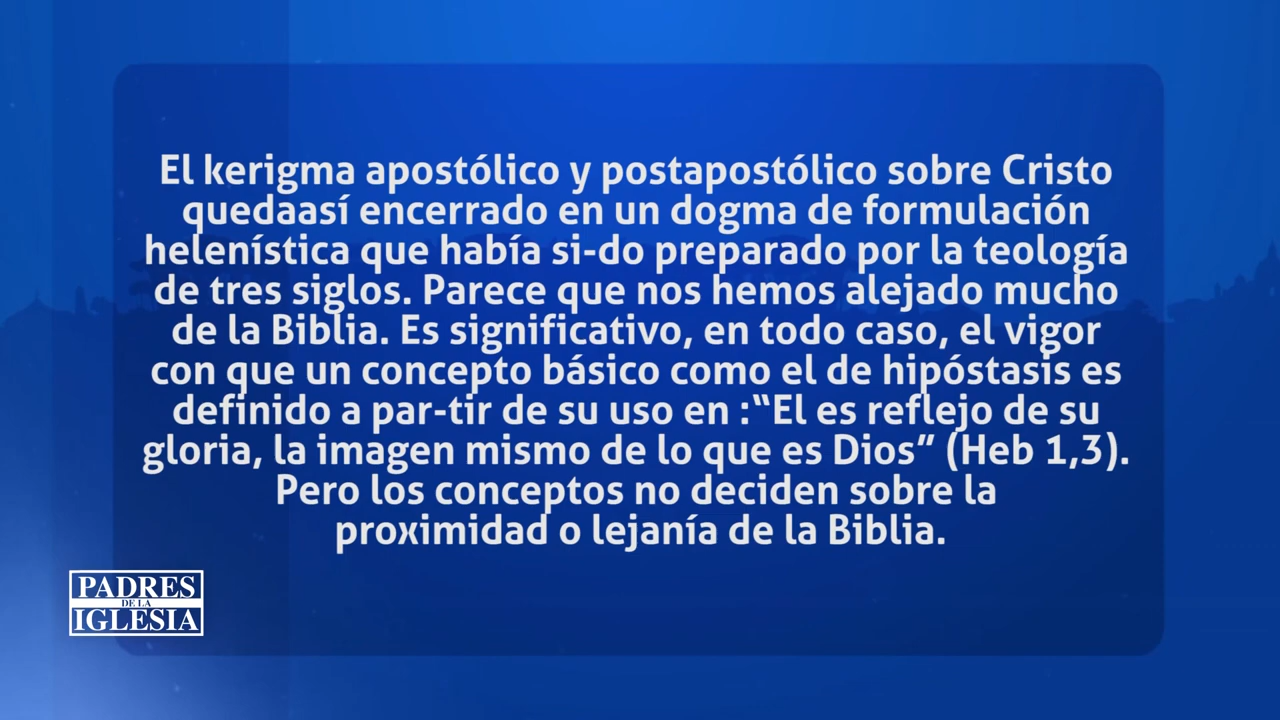 El kerigma apostólico y postapostólico sobre Cristo
quedaasí encerrado en un dogma de formulación
helenística que había si-do preparado por la teología
de tres siglos. Parece que nos hemos alejado mucho
de la Biblia. Es significativo, en todo caso, el vigor
con que un concepto básico como el de hipóstasis es
definido a par-tir de su uso en :“El es reflejo de su
gloria, la imagen mismo de lo que es Dios” (Heb 1,3).
Pero los conceptos no deciden sobre la
proximidad o lejanía de la Biblia.
PADRES
DE LA
IGLESIA